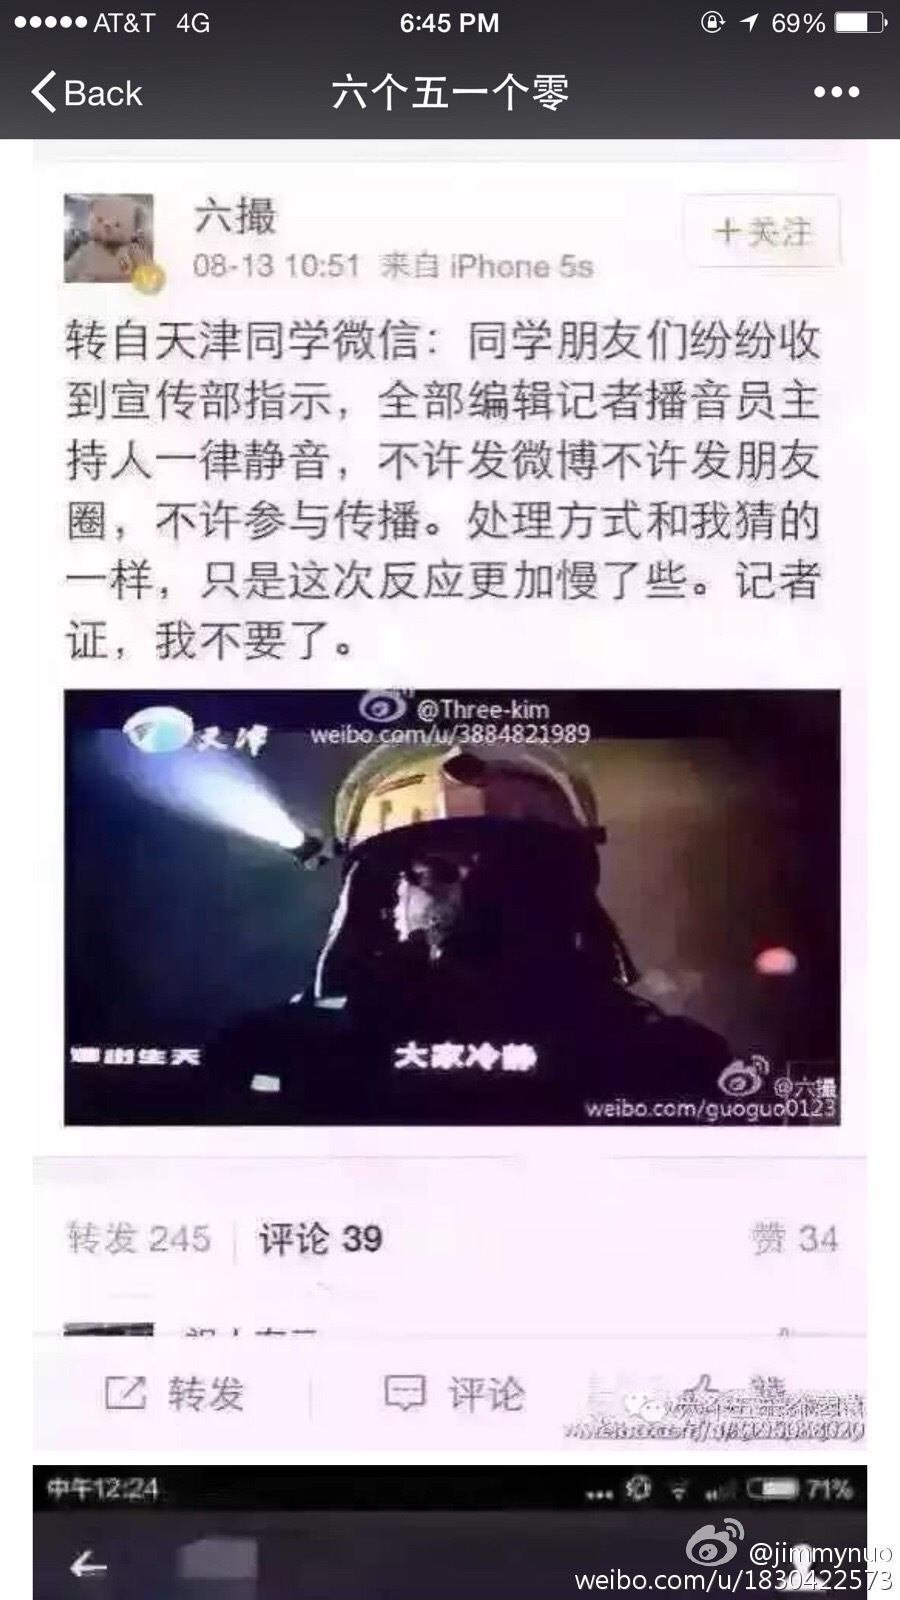 AT&T 4G 6:45 PM 69%
Back 六个五一个零
六撮
08-13 10:51 来自 iPhone 5s
+关注
转自天津同学微信：同学朋友们纷纷收
到宣传部指示，全部编辑记者播音员主
持人一律静音，不许发微博不许发朋友
圈，不许参与传播。处理方式和我猜的
一样，只是这次反应更加慢了些。记者
证，我不要了。
@Three-kim
weibo.com/u/3884821989
天津
出生天
大家冷静
@六撮
weibo.com/guoguo0123
转发 245 评论 39 赞 34
转发 评论
中午12:24 71%
@jimmynuo
weibo.com/u/1830422573